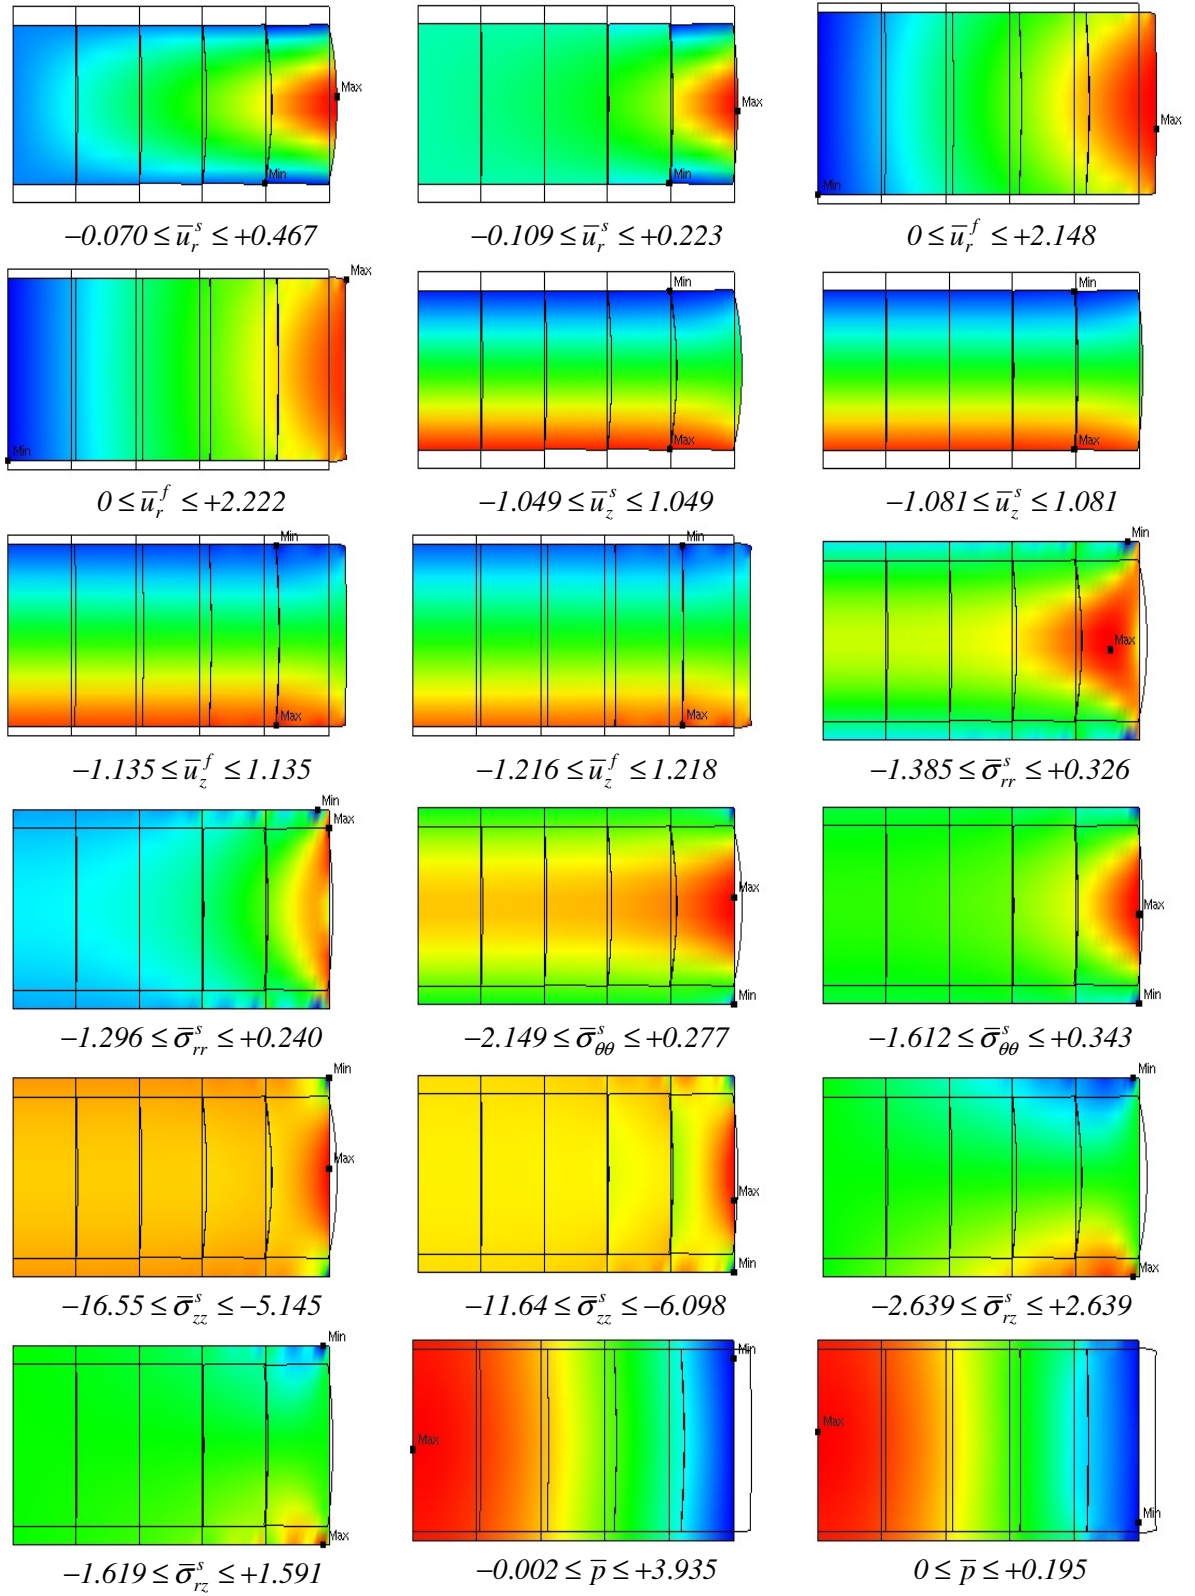 Max
Min
Max
Min
Max
Min
−0.070 ≤ ū_r^s ≤ +0.467
−0.109 ≤ ū_r^s ≤ +0.223
0 ≤ ū_r^f ≤ +2.148
Max
Min
Min
Max
Min
Max
0 ≤ ū_r^f ≤ +2.222
−1.049 ≤ ū_z^s ≤ 1.049
−1.081 ≤ ū_z^s ≤ 1.081
Min
Max
Min
Max
Min
Max
−1.135 ≤ ū_z^f ≤ 1.135
−1.216 ≤ ū_z^f ≤ 1.218
−1.385 ≤ σ̄_rr^s ≤ +0.326
Min
Max
Max
Min
Max
Min
−1.296 ≤ σ̄_rr^s ≤ +0.240
−2.149 ≤ σ̄_θθ^s ≤ +0.277
−1.612 ≤ σ̄_θθ^s ≤ +0.343
Min
Max
Max
Min
Min
Max
−16.55 ≤ σ̄_zz^s ≤ −5.145
−11.64 ≤ σ̄_zz^s ≤ −6.098
−2.639 ≤ σ̄_rz^s ≤ +2.639
Min
Max
Min
Max
Max
Min
−1.619 ≤ σ̄_rz^s ≤ +1.591
−0.002 ≤ p̄ ≤ +3.935
0 ≤ p̄ ≤ +0.195